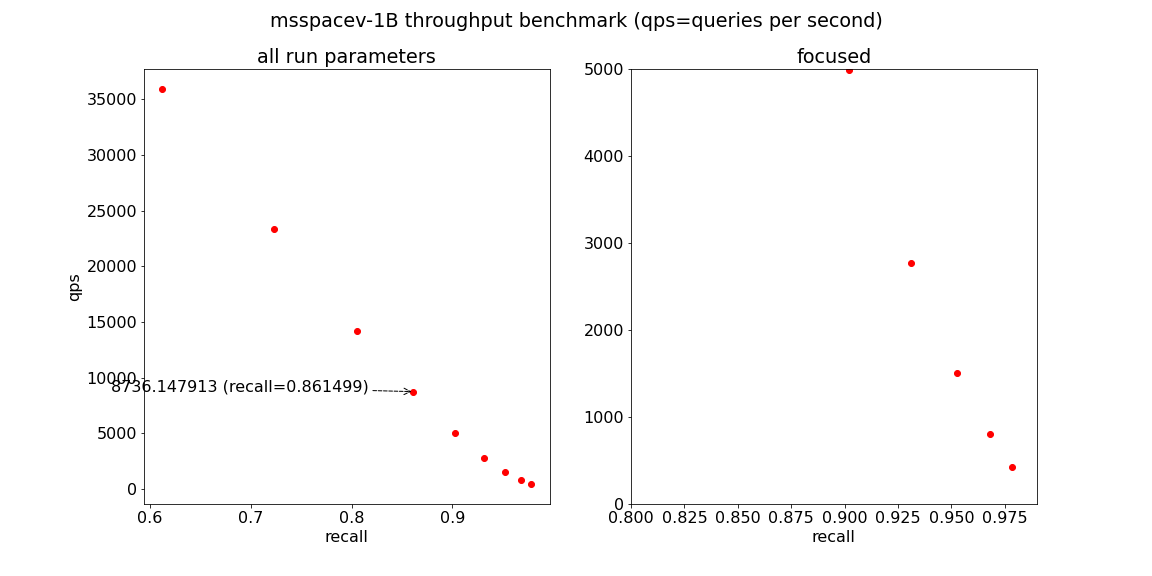 msspacev-1B throughput benchmark (qps=queries per second)
all run parameters
35000
30000
25000
20000
15000
10000
5000
0
qps
8736.147913 (recall=0.861499)
0.6 0.7 0.8 0.9
recall
focused
5000
4000
3000
2000
1000
0
0.800 0.825 0.850 0.875 0.900 0.925 0.950 0.975
recall